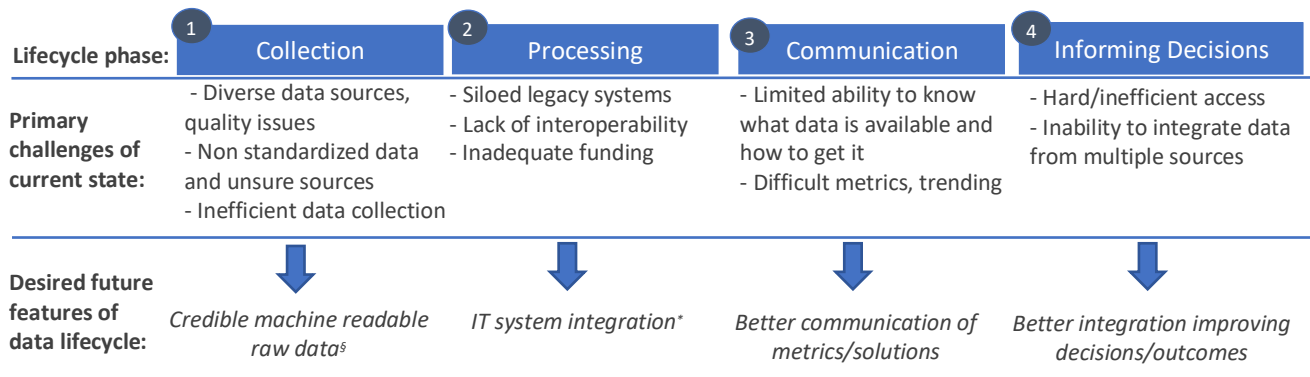 Lifecycle phase:
1
Collection
2
Processing
3
Communication
4
Informing Decisions
Primary
challenges of
current state:
- Diverse data sources,
quality issues
- Non standardized data
and unsure sources
- Inefficient data collection
- Siloed legacy systems
- Lack of interoperability
- Inadequate funding
- Limited ability to know
what data is available and
how to get it
- Difficult metrics, trending
- Hard/inefficient access
- Inability to integrate data
from multiple sources
Desired future
features of
data lifecycle:
Credible machine readable
raw data§
IT system integration*
Better communication of
metrics/solutions
Better integration improving
decisions/outcomes